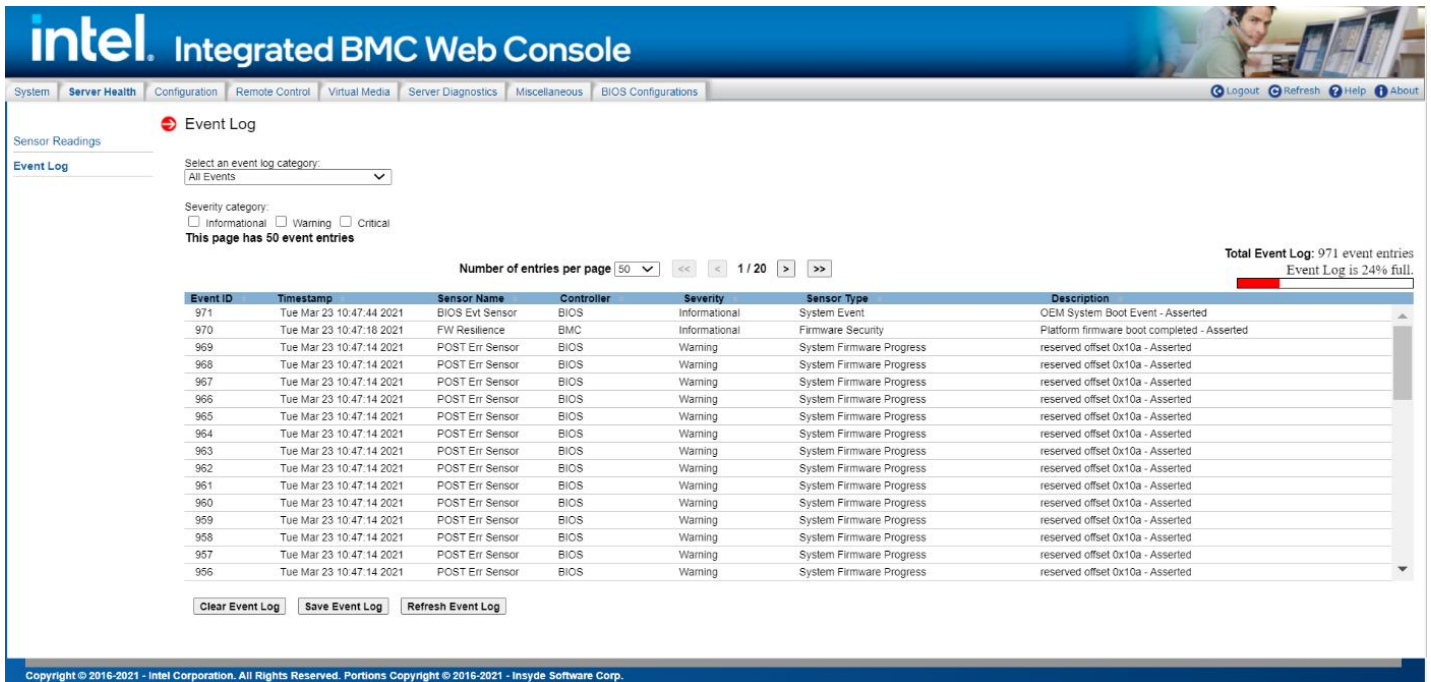 intel. Integrated BMC Web Console
System Server Health Configuration Remote Control Virtual Media Server Diagnostics Miscellaneous BIOS Configurations Logout Refresh Help About
Sensor Readings
Event Log
Event Log
Select an event log category:
All Events
Severity category:
Informational Warning Critical
This page has 50 event entries
Total Event Log: 971 event entries
Event Log is 24% full.
Number of entries per page 50 << < 1 / 20 > >>
Event ID Timestamp Sensor Name Controller Severity Sensor Type Description
971 Tue Mar 23 10:47:44 2021 BIOS Evt Sensor BIOS Informational System Event OEM System Boot Event - Asserted
970 Tue Mar 23 10:47:18 2021 FW Resilience BMC Informational Firmware Security Platform firmware boot completed - Asserted
969 Tue Mar 23 10:47:14 2021 POST Err Sensor BIOS Warning System Firmware Progress reserved offset 0x10a - Asserted
968 Tue Mar 23 10:47:14 2021 POST Err Sensor BIOS Warning System Firmware Progress reserved offset 0x10a - Asserted
967 Tue Mar 23 10:47:14 2021 POST Err Sensor BIOS Warning System Firmware Progress reserved offset 0x10a - Asserted
966 Tue Mar 23 10:47:14 2021 POST Err Sensor BIOS Warning System Firmware Progress reserved offset 0x10a - Asserted
965 Tue Mar 23 10:47:14 2021 POST Err Sensor BIOS Warning System Firmware Progress reserved offset 0x10a - Asserted
964 Tue Mar 23 10:47:14 2021 POST Err Sensor BIOS Warning System Firmware Progress reserved offset 0x10a - Asserted
963 Tue Mar 23 10:47:14 2021 POST Err Sensor BIOS Warning System Firmware Progress reserved offset 0x10a - Asserted
962 Tue Mar 23 10:47:14 2021 POST Err Sensor BIOS Warning System Firmware Progress reserved offset 0x10a - Asserted
961 Tue Mar 23 10:47:14 2021 POST Err Sensor BIOS Warning System Firmware Progress reserved offset 0x10a - Asserted
960 Tue Mar 23 10:47:14 2021 POST Err Sensor BIOS Warning System Firmware Progress reserved offset 0x10a - Asserted
959 Tue Mar 23 10:47:14 2021 POST Err Sensor BIOS Warning System Firmware Progress reserved offset 0x10a - Asserted
958 Tue Mar 23 10:47:14 2021 POST Err Sensor BIOS Warning System Firmware Progress reserved offset 0x10a - Asserted
957 Tue Mar 23 10:47:14 2021 POST Err Sensor BIOS Warning System Firmware Progress reserved offset 0x10a - Asserted
956 Tue Mar 23 10:47:14 2021 POST Err Sensor BIOS Warning System Firmware Progress reserved offset 0x10a - Asserted
Clear Event Log Save Event Log Refresh Event Log
Copyright © 2016-2021 - Intel Corporation. All Rights Reserved. Portions Copyright © 2016-2021 - Insyde Software Corp.